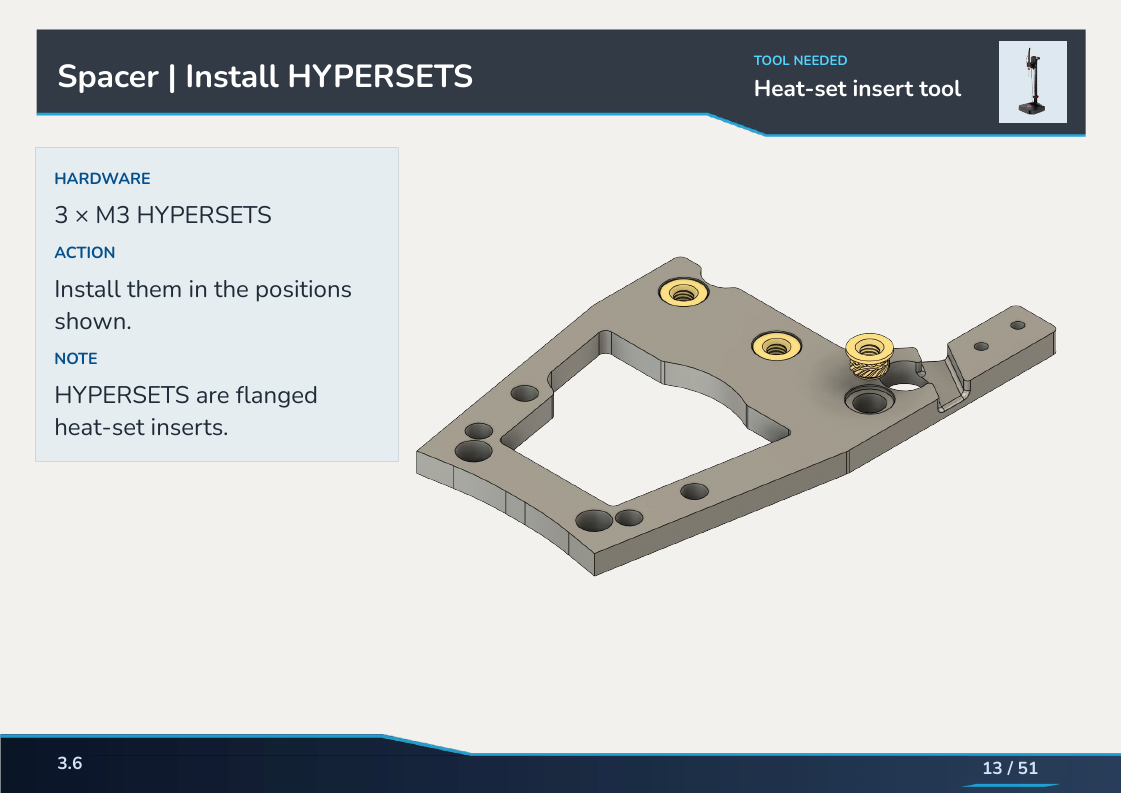 Spacer | Install HYPERSETS
TOOL NEEDED
Heat-set insert tool
HARDWARE
3 × M3 HYPERSETS
ACTION
Install them in the positions
shown.
NOTE
HYPERSETS are flanged
heat-set inserts.
3.6
13 / 51